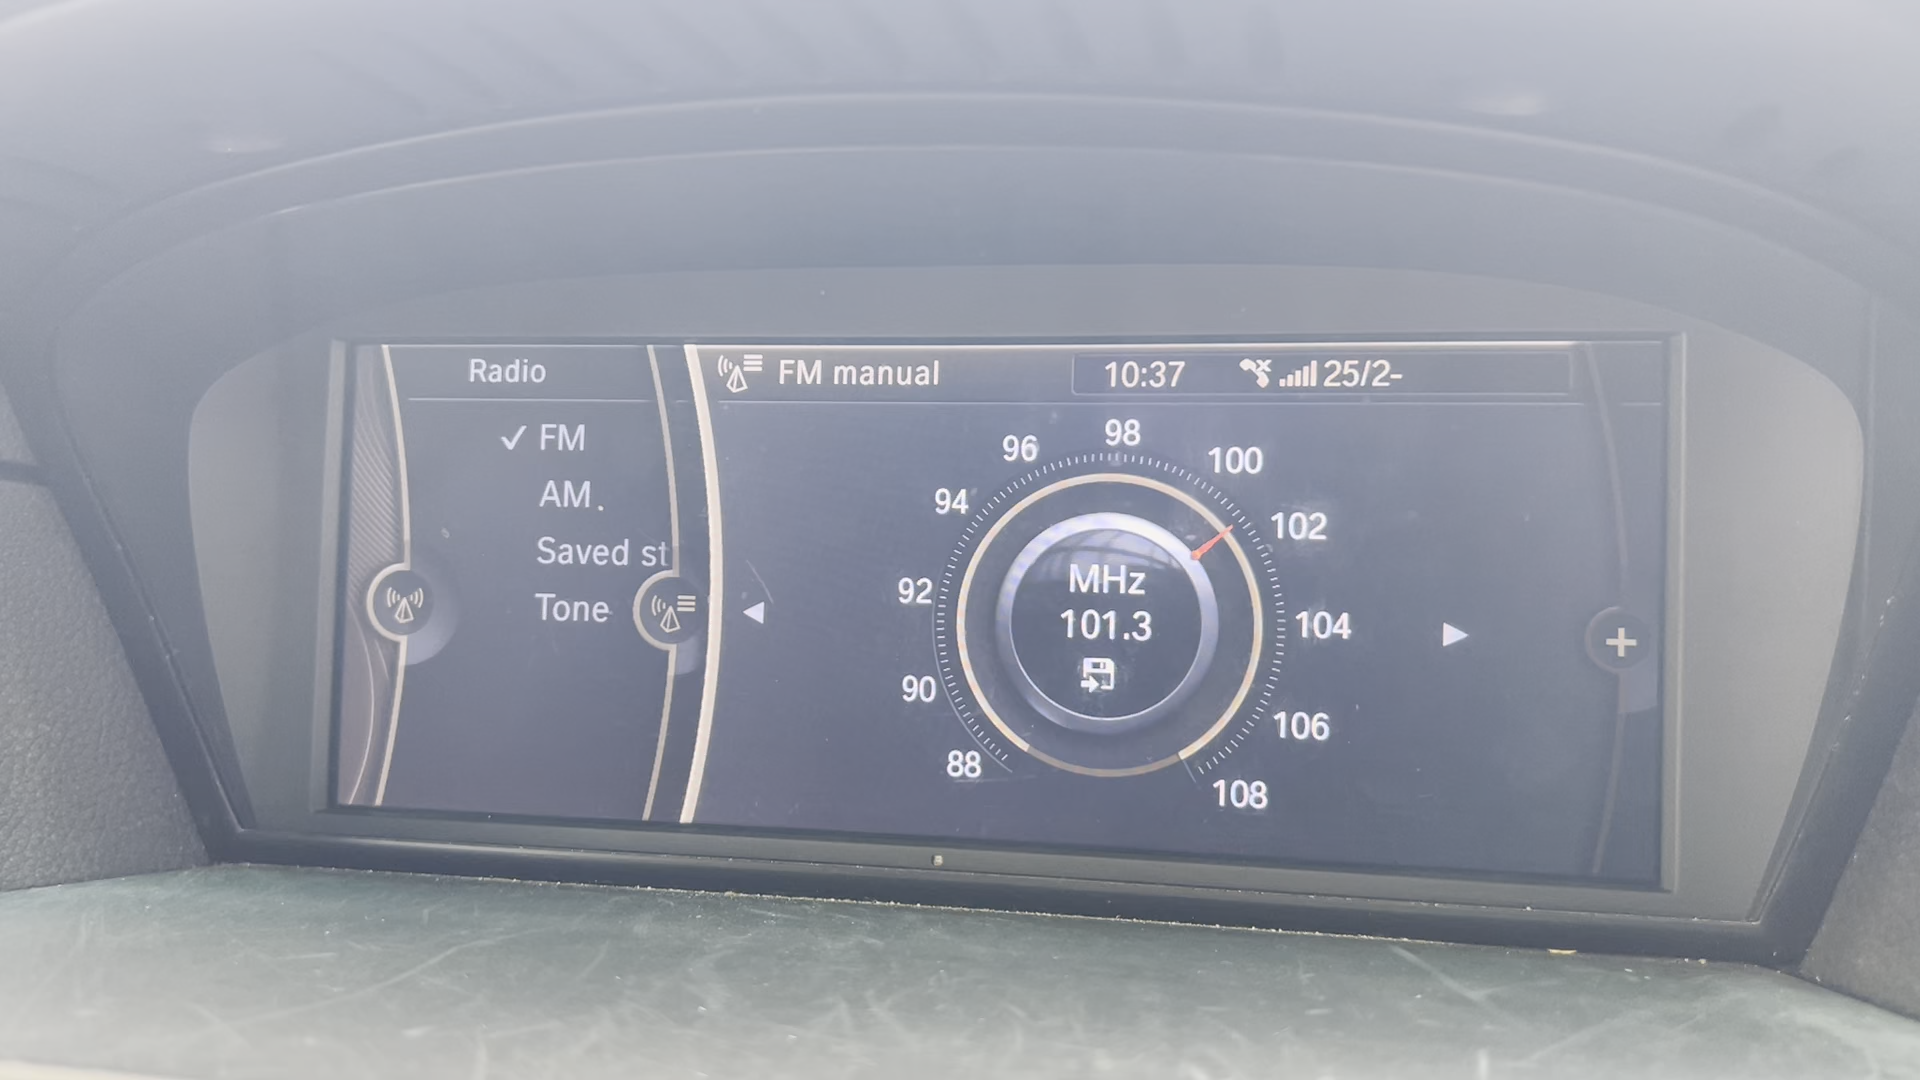 Radio
FM manual
10:37
25/2-
✓ FM
AM.
Saved st
Tone
88
90
92
94
96
98
100
102
104
106
108
MHz
101.3
+